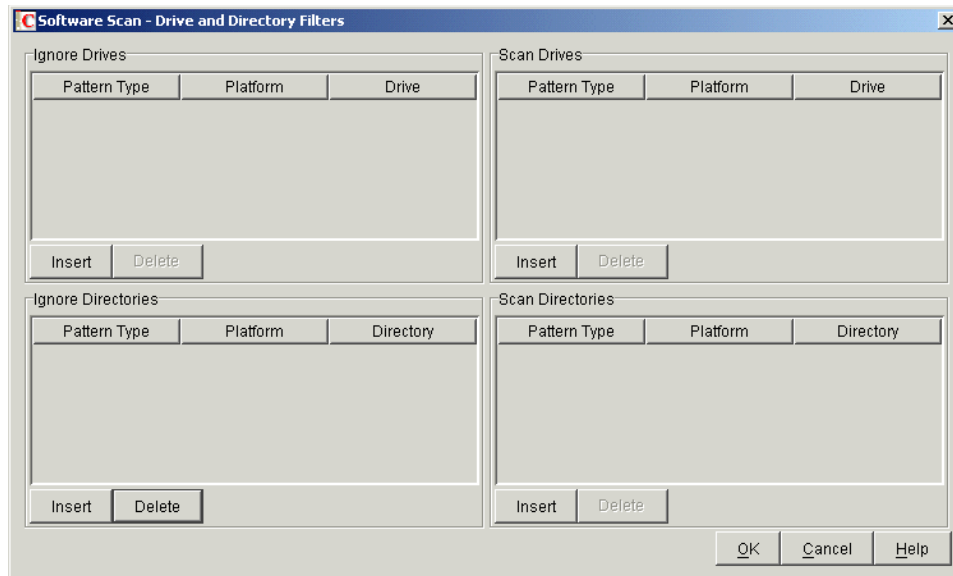 Software Scan - Drive and Directory Filters
Ignore Drives
Pattern Type Platform Drive
Insert Delete
Scan Drives
Pattern Type Platform Drive
Insert Delete
Ignore Directories
Pattern Type Platform Directory
Insert Delete
Scan Directories
Pattern Type Platform Directory
Insert Delete
OK Cancel Help